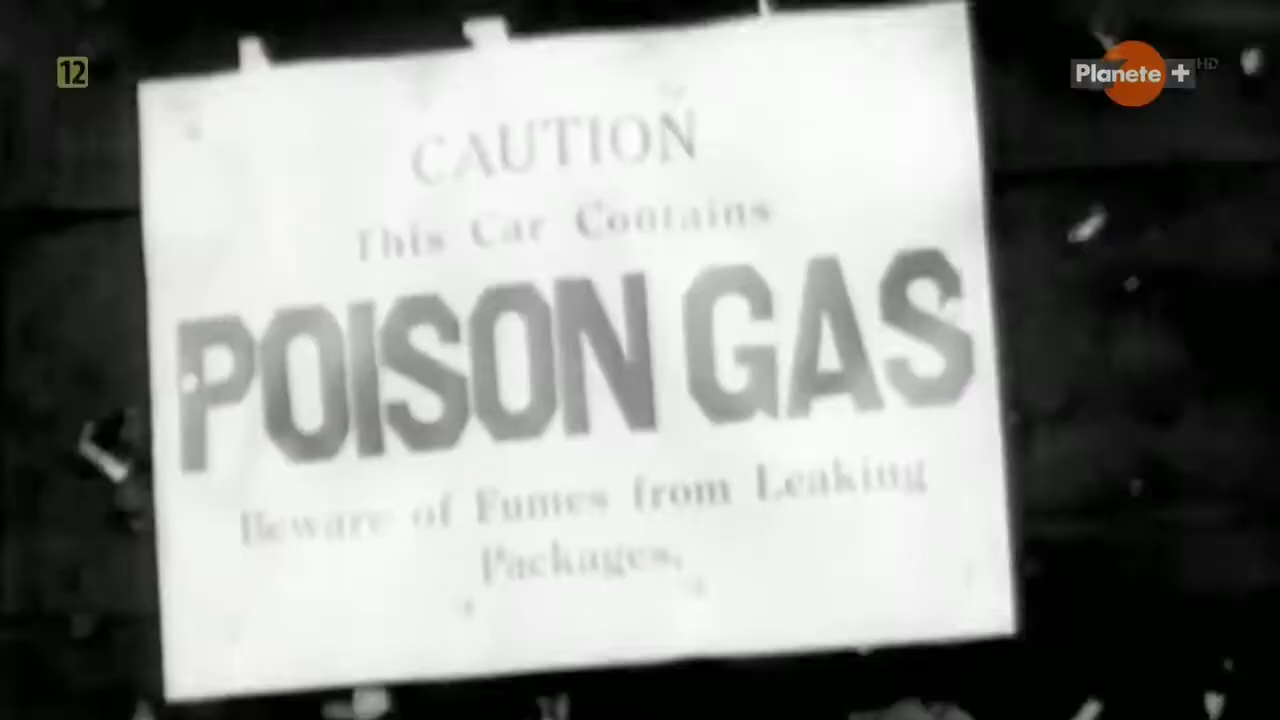 12
Planete + HD
CAUTION
This Car Contains
POISON GAS
Beware of Fumes from Leaking
Packages.